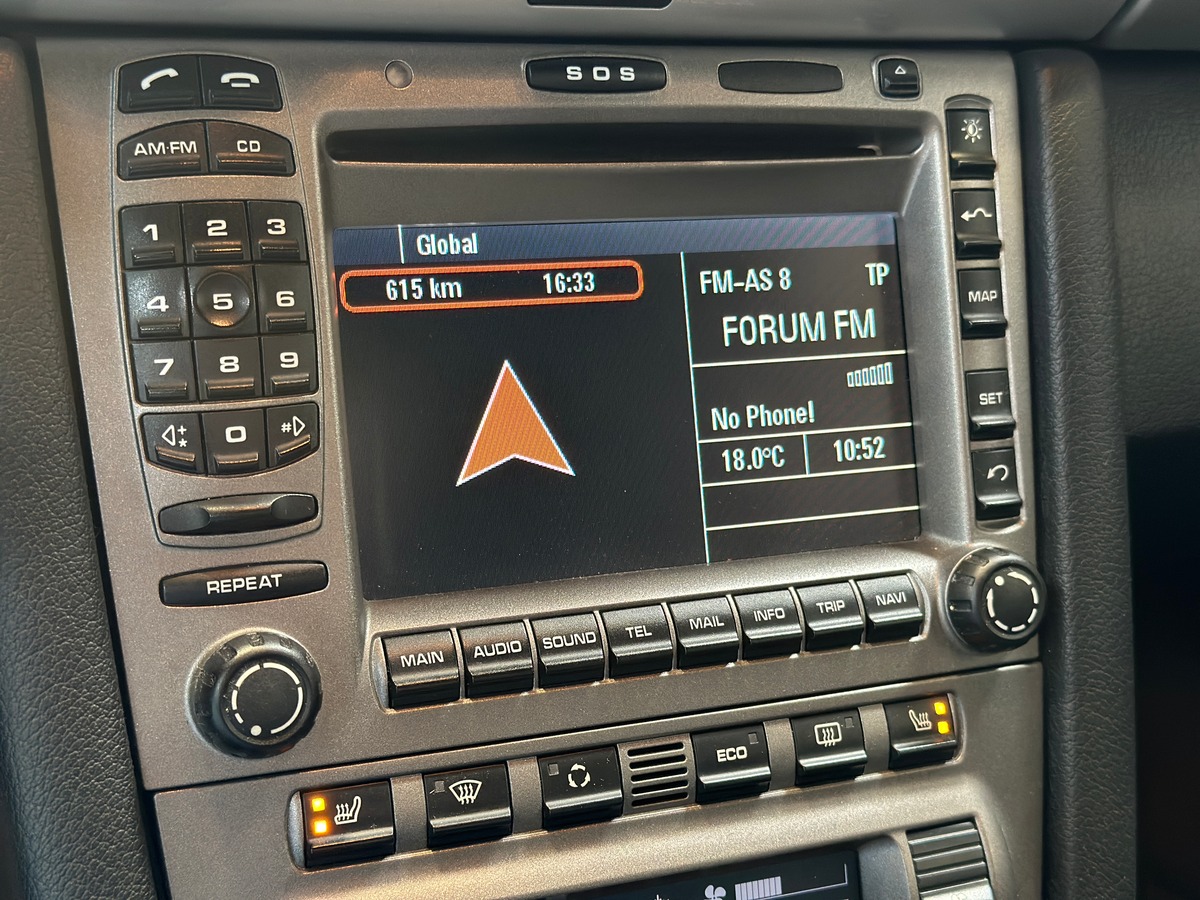 SOS
AM·FM CD
1 2 3
4 5 6
7 8 9
* 0 #
REPEAT
Global
615 km 16:33
FM-AS 8 TP
FORUM FM
No Phone!
18.0°C 10:52
MAP
SET
MAIN AUDIO SOUND TEL MAIL INFO TRIP NAVI
ECO